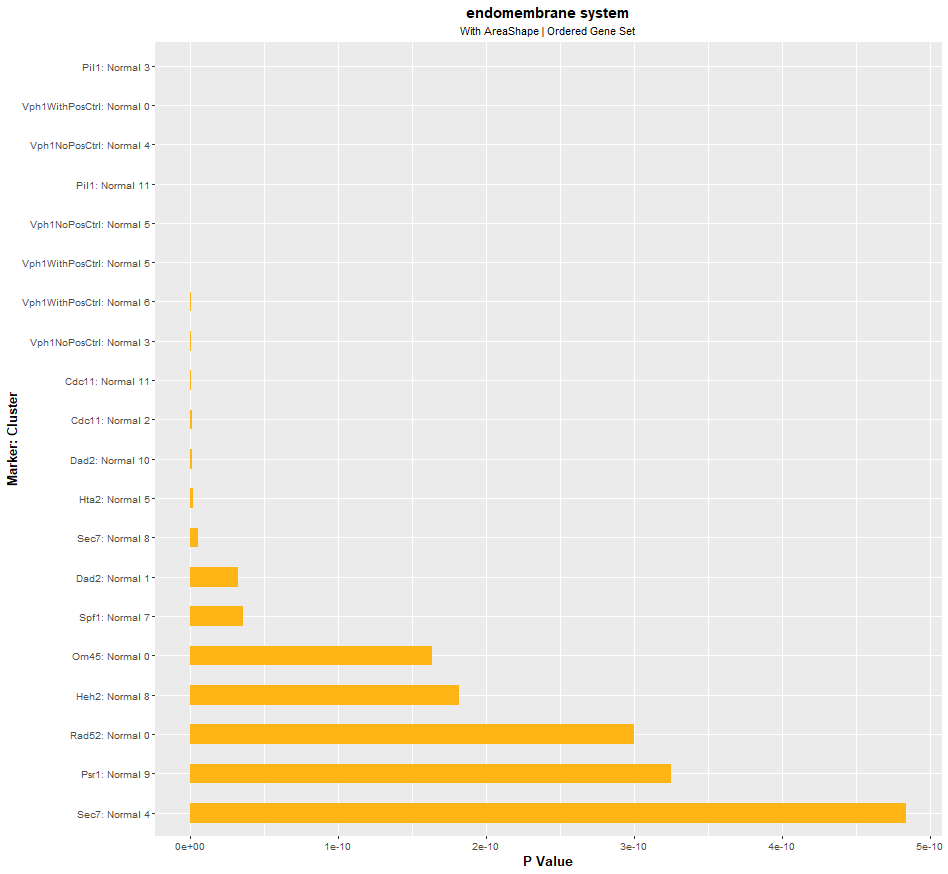 endomembrane system
With AreaShape | Ordered Gene Set
Marker: Cluster
Pil1: Normal 3
Vph1WithPosCtrl: Normal 0
Vph1NoPosCtrl: Normal 4
Pil1: Normal 11
Vph1NoPosCtrl: Normal 5
Vph1WithPosCtrl: Normal 5
Vph1WithPosCtrl: Normal 6
Vph1NoPosCtrl: Normal 3
Cdc11: Normal 11
Cdc11: Normal 2
Dad2: Normal 10
Hta2: Normal 5
Sec7: Normal 8
Dad2: Normal 1
Spf1: Normal 7
Om45: Normal 0
Heh2: Normal 8
Rad52: Normal 0
Psr1: Normal 9
Sec7: Normal 4
0e+00 1e-10 2e-10 3e-10 4e-10 5e-10
P Value